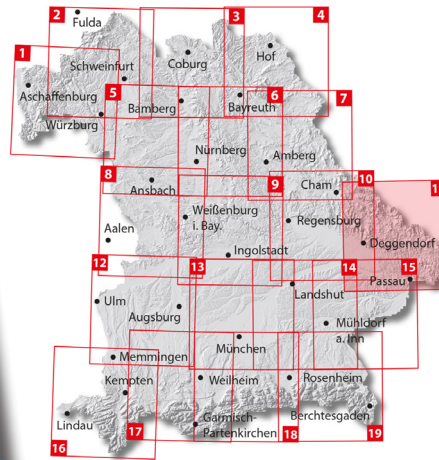 2
3
4
Fulda
1
Hof
Coburg
Schweinfurt
Aschaffenburg
5
6
7
Bamberg
Bayreuth
Würzburg
Nürnberg
Amberg
8
9
10
Ansbach
Cham
Weißenburg
i. Bay.
Regensburg
Aalen
Deggendorf
Ingolstadt
12
13
14
15
Passau
Landshut
Ulm
Augsburg
Mühldorf
a. Inn
München
Memmingen
Kempten
Weilheim
Rosenheim
Lindau
Garmisch-
Partenkirchen
Berchtesgaden
16
17
18
19